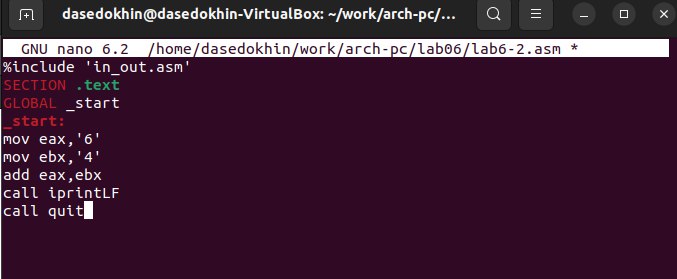 dasedokhin@dasedokhin-VirtualBox: ~/work/arch-pc/...
GNU nano 6.2 /home/dasedokhin/work/arch-pc/lab06/lab6-2.asm *
%include 'in_out.asm'
SECTION .text
GLOBAL _start
_start:
mov eax,'6'
mov ebx,'4'
add eax,ebx
call iprintLF
call quit